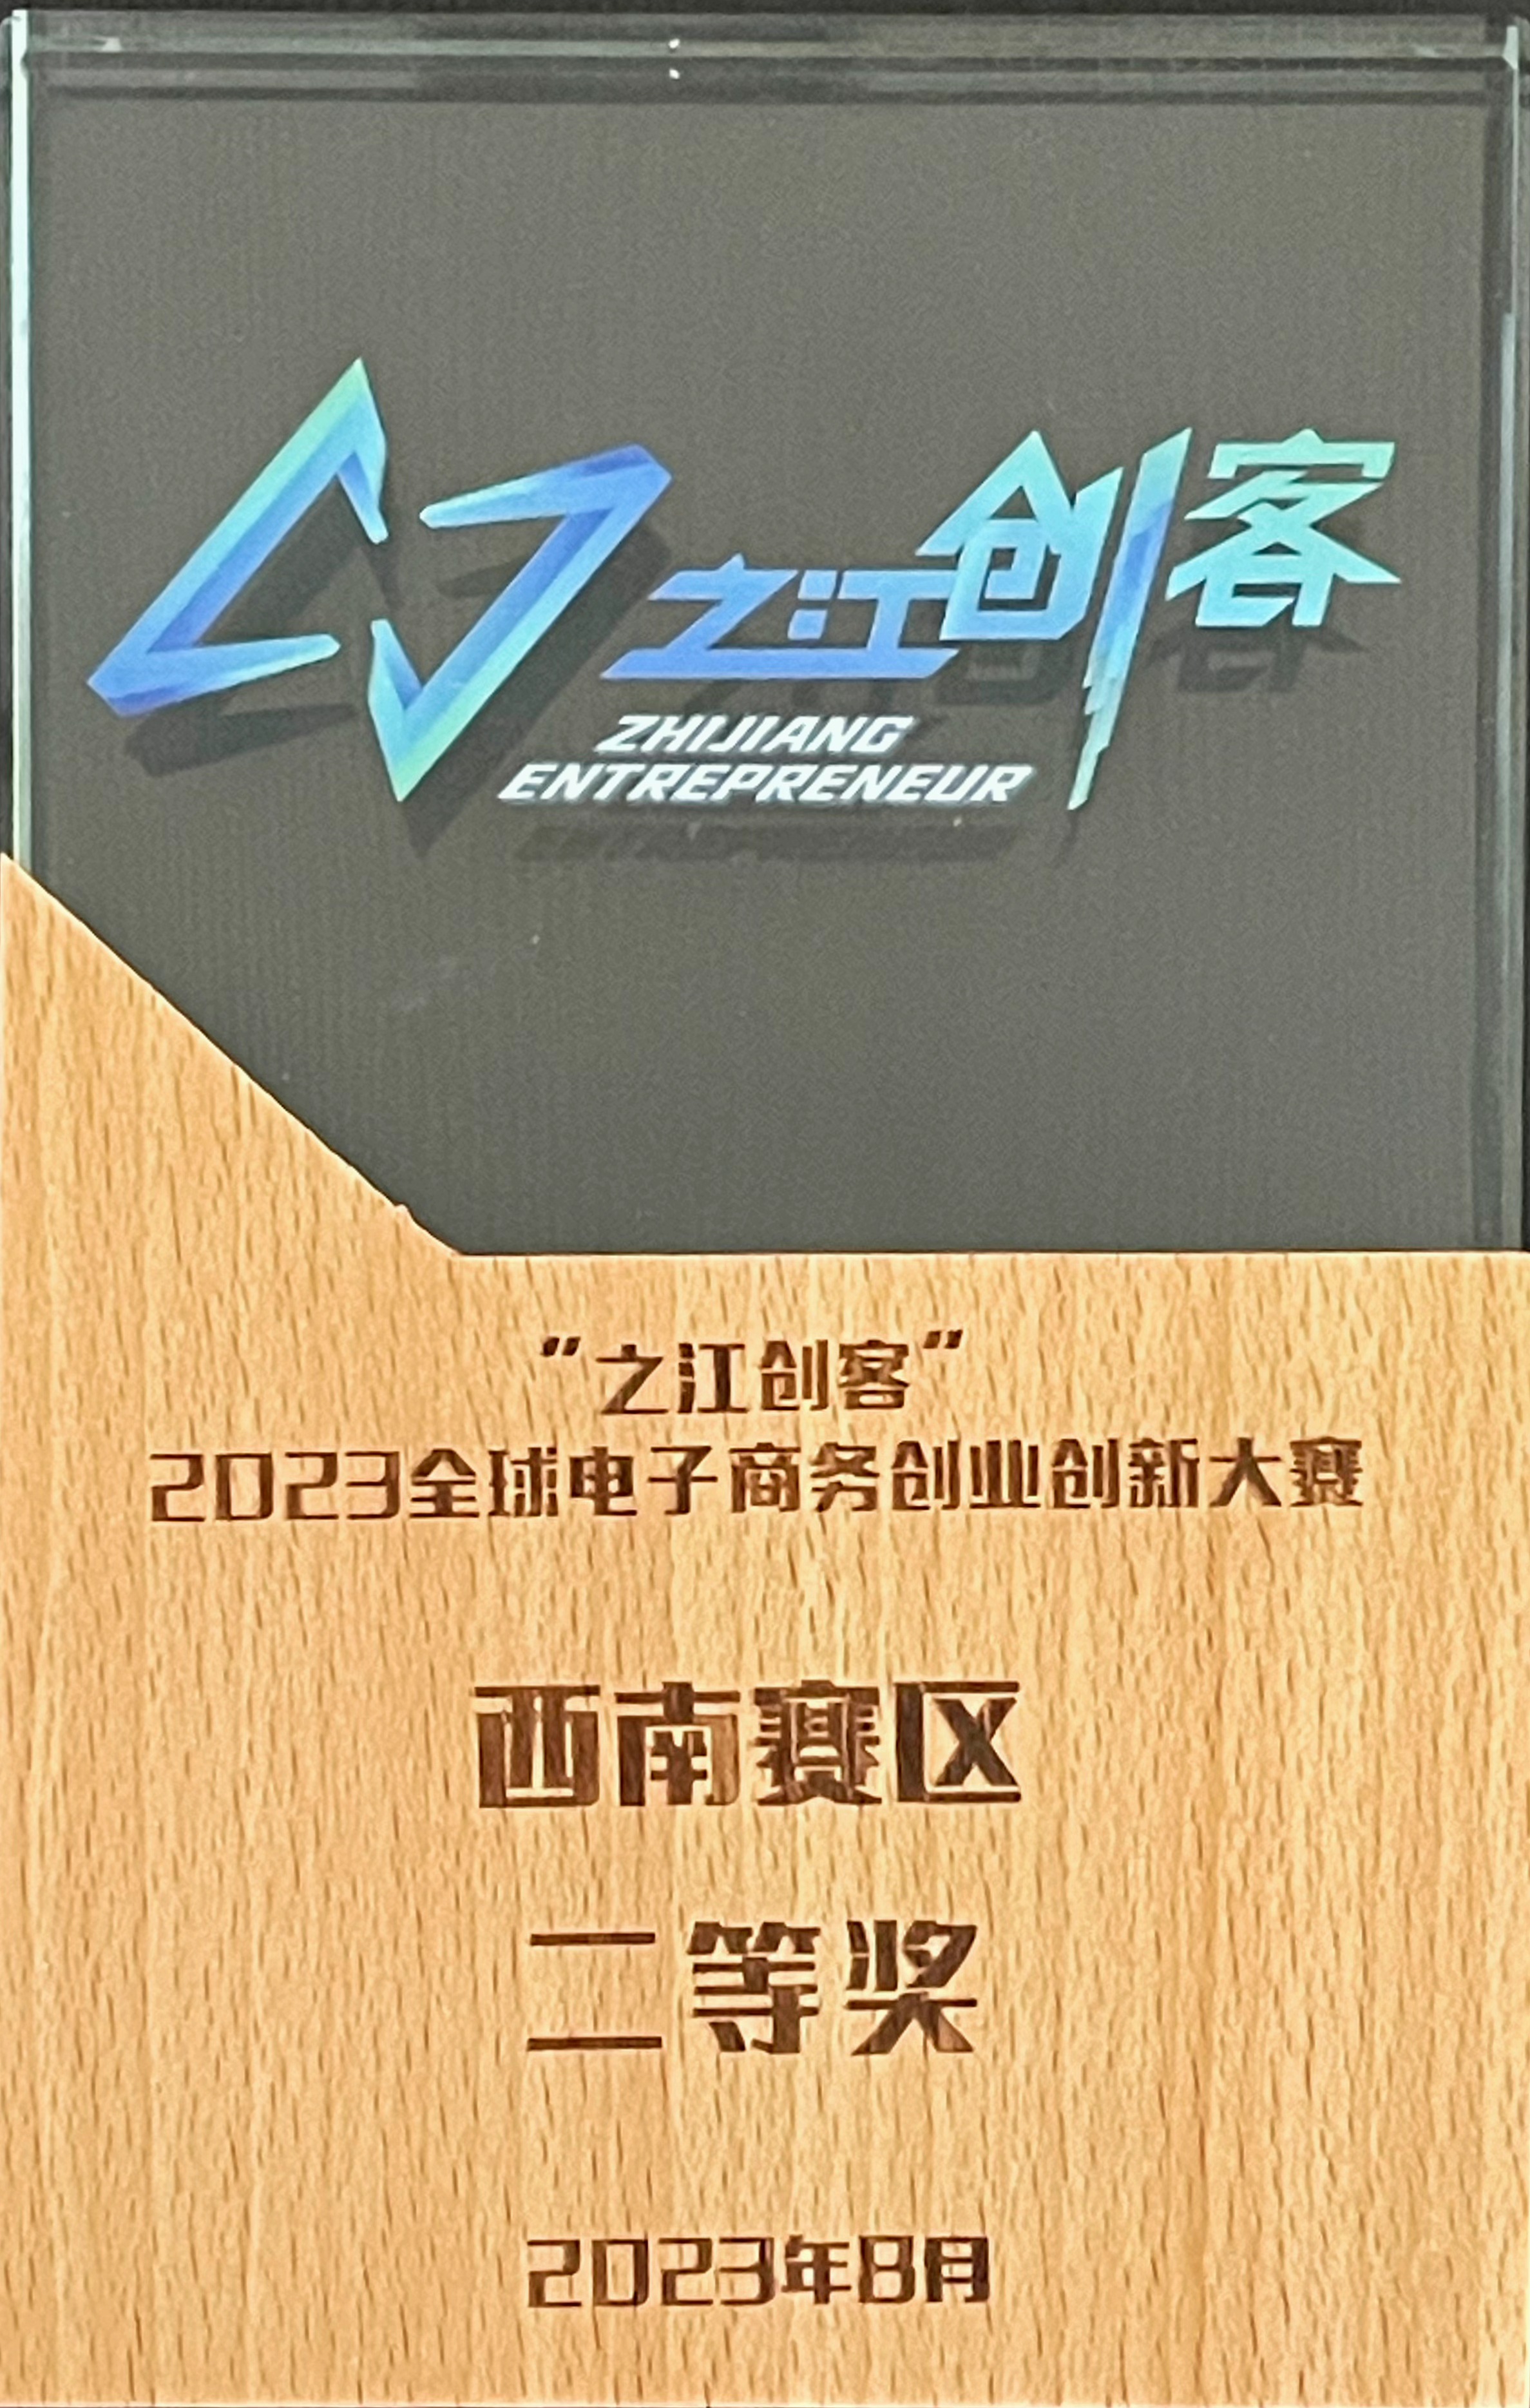 之江创客
ZHIJIANG
ENTREPRENEUR
“之江创客”
2023全球电子商务创业创新大赛
西南赛区
二等奖
2023年8月